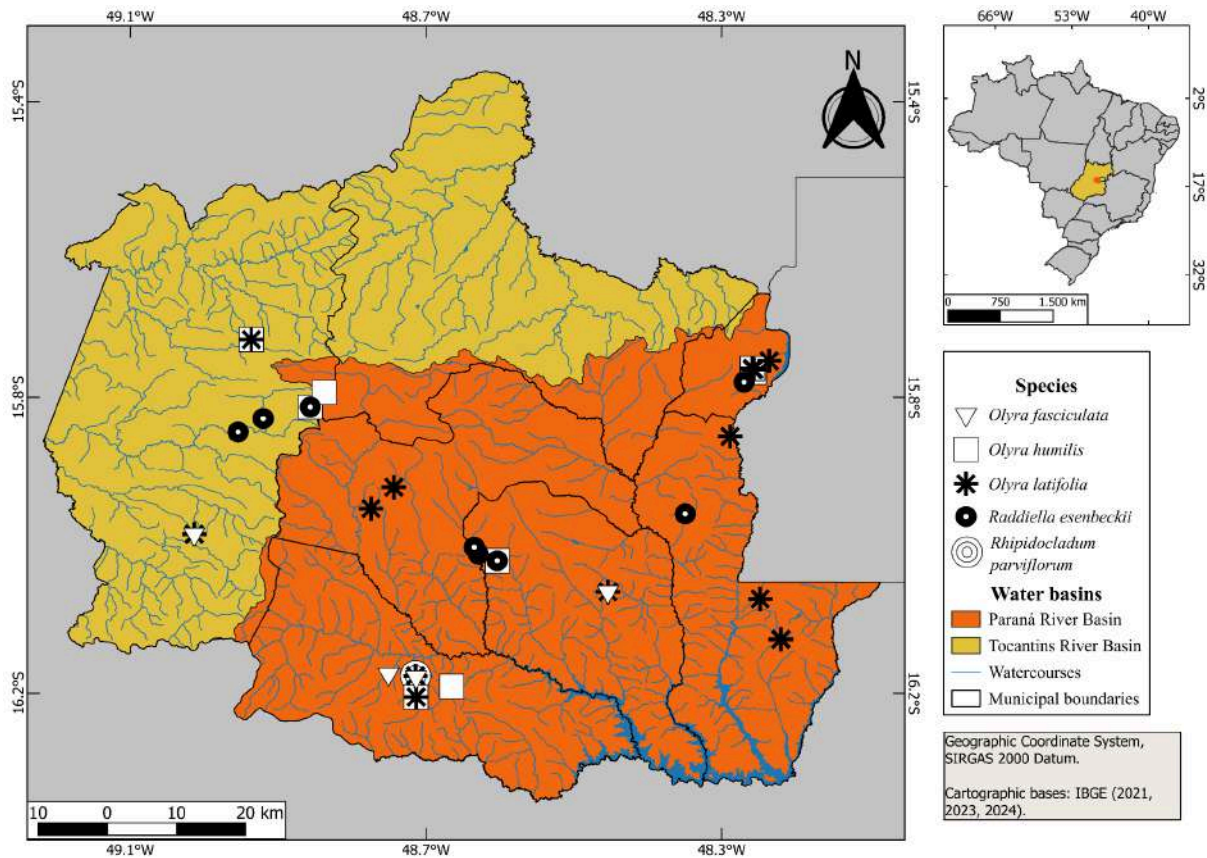 49.1°W
48.7°W
48.3°W
15.4°S
15.8°S
16.2°S
15.4°S
15.8°S
16.2°S
N
10 0 10 20 km
49.1°W
48.7°W
48.3°W
66°W
53°W
40°W
2°S
17°S
32°S
0 750 1.500 km
Species
Olyra fasciculata
Olyra humilis
Olyra latifolia
Raddiella esenbeckii
Rhipidocladum
parviflorum
Water basins
Paraná River Basin
Tocantins River Basin
Watercourses
Municipal boundaries
Geographic Coordinate System,
SIRGAS 2000 Datum.
Cartographic bases: IBGE (2021,
2023, 2024).